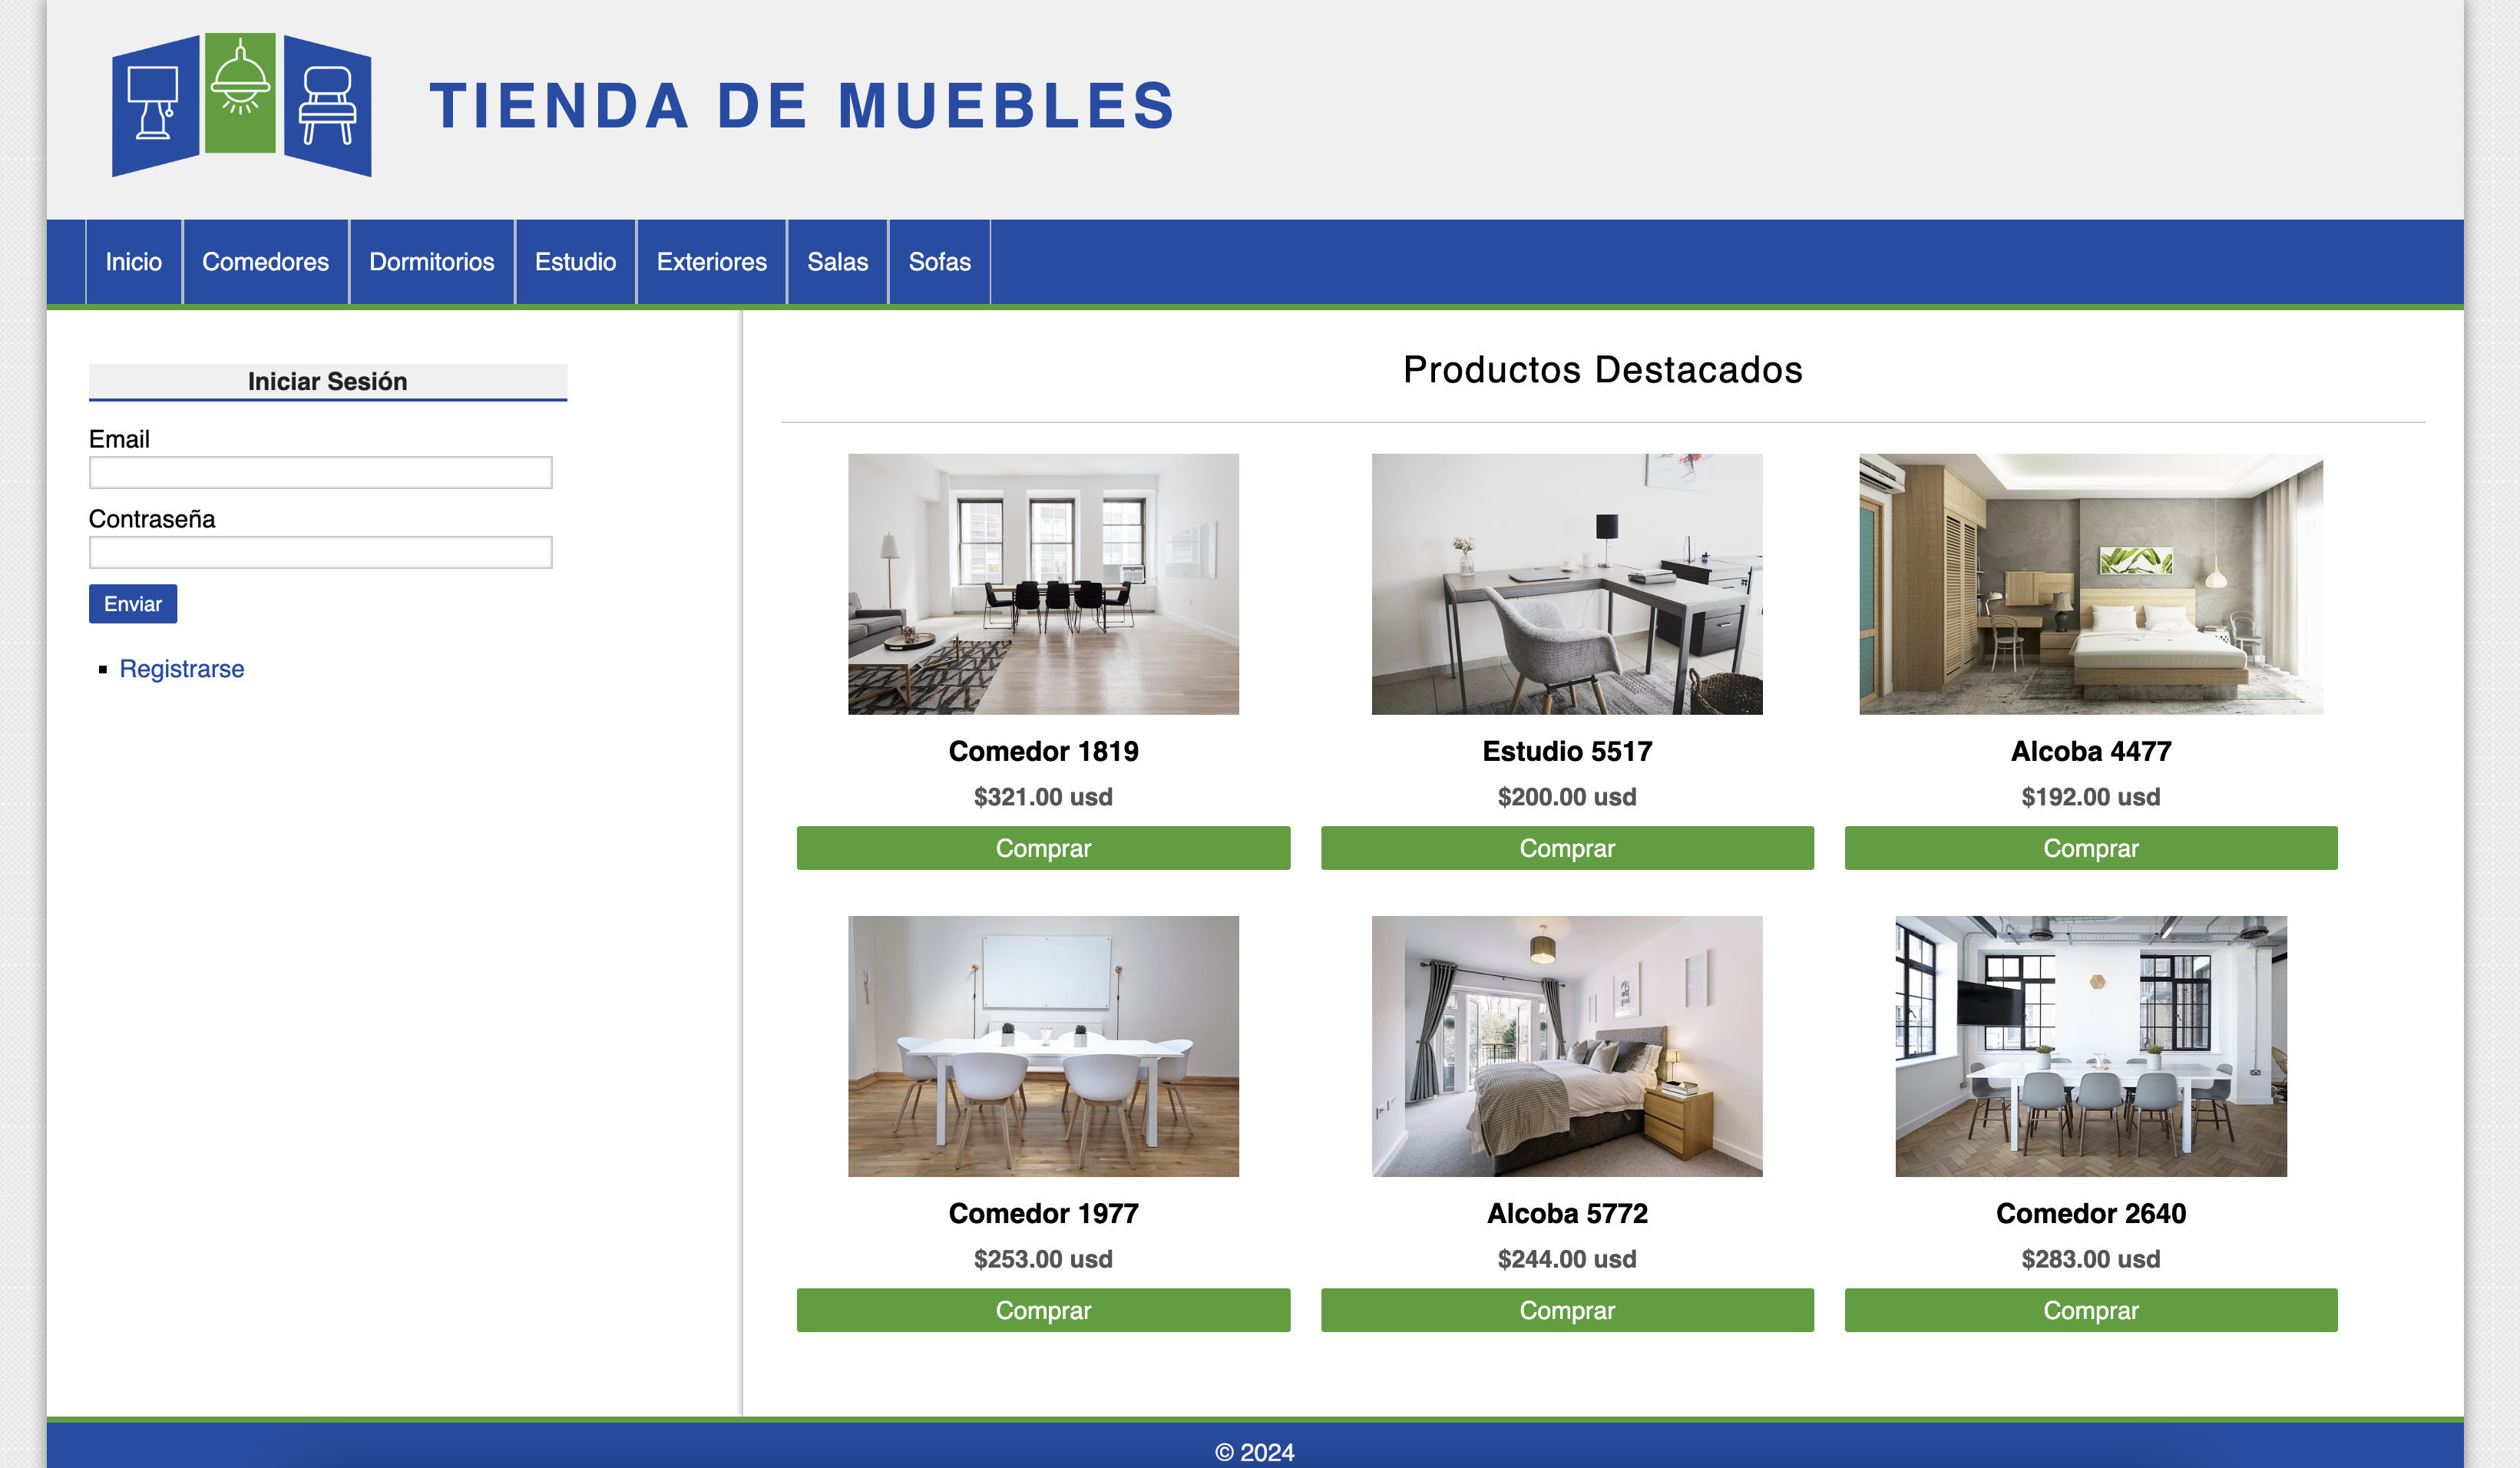 TIENDA DE MUEBLES
Inicio Comedores Dormitorios Estudio Exteriores Salas Sofas
Iniciar Sesión
Email
Contraseña
Enviar
Registrarse
Productos Destacados
Comedor 1819 Estudio 5517 Alcoba 4477
$321.00 usd $200.00 usd $192.00 usd
Comprar Comprar Comprar
Comedor 1977 Alcoba 5772 Comedor 2640
$253.00 usd $244.00 usd $283.00 usd
Comprar Comprar Comprar
© 2024